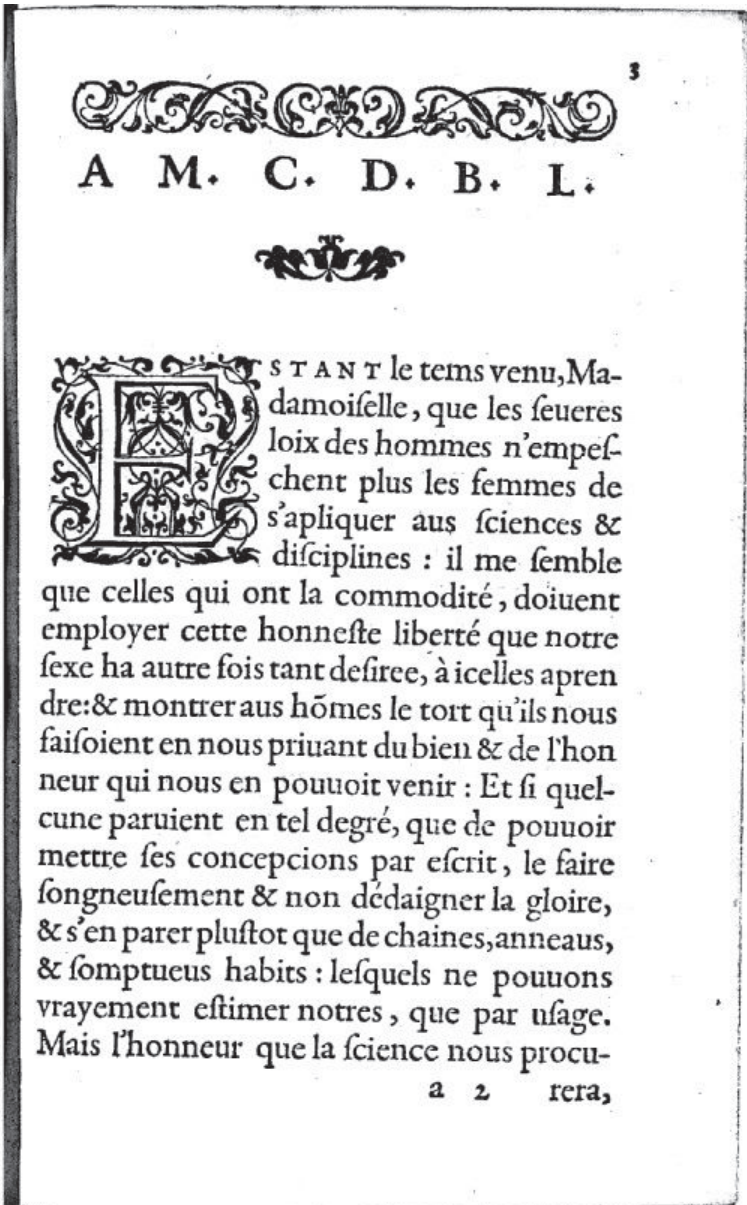 3
A M. C. D. B. L.
ESTANT le tems venu, Ma-
damoiſelle, que les ſeueres
loix des hommes n'empeſ-
chent plus les femmes de
s'apliquer aus ſciences &
diſciplines : il me ſemble
que celles qui ont la commodité, doiuent
employer cette honneſte liberté que notre
ſexe ha autre fois tant deſiree, à icelles apren
dre: & montrer aus hõmes le tort qu'ils nous
faiſoient en nous priuant du bien & de l'hon
neur qui nous en pouuoit venir : Et ſi quel-
cune paruient en tel degré, que de pouuoir
mettre ſes concepcions par eſcrit, le faire
ſongneuſement & non dédaigner la gloire,
& s'en parer pluſtot que de chaines, anneaus,
& ſomptueus habits : leſquels ne pouuons
vrayement eſtimer notres, que par uſage.
Mais l'honneur que la ſcience nous procu-
a 2 rera,